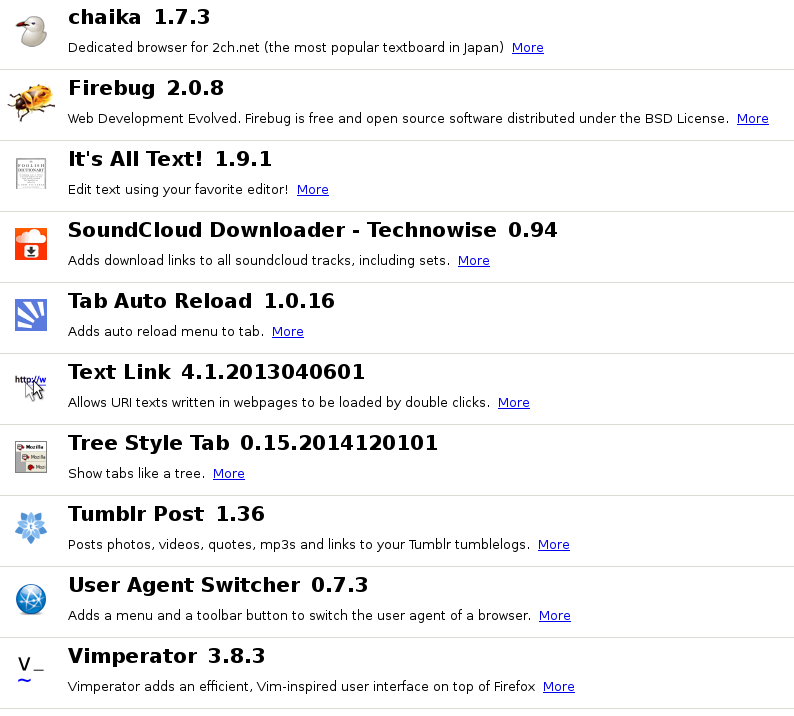 chaika 1.7.3
Dedicated browser for 2ch.net (the most popular textboard in Japan) More
Firebug 2.0.8
Web Development Evolved. Firebug is free and open source software distributed under the BSD License. More
It's All Text! 1.9.1
Edit text using your favorite editor! More
SoundCloud Downloader - Technowise 0.94
Adds download links to all soundcloud tracks, including sets. More
Tab Auto Reload 1.0.16
Adds auto reload menu to tab. More
http://w
Text Link 4.1.2013040601
Allows URI texts written in webpages to be loaded by double clicks. More
Tree Style Tab 0.15.2014120101
Mozilla
Mozilla
Mozi
Show tabs like a tree. More
Tumblr Post 1.36
t
Posts photos, videos, quotes, mp3s and links to your Tumblr tumblelogs. More
User Agent Switcher 0.7.3
Adds a menu and a toolbar button to switch the user agent of a browser. More
Vimperator 3.8.3
V_
~
Vimperator adds an efficient, Vim-inspired user interface on top of Firefox More